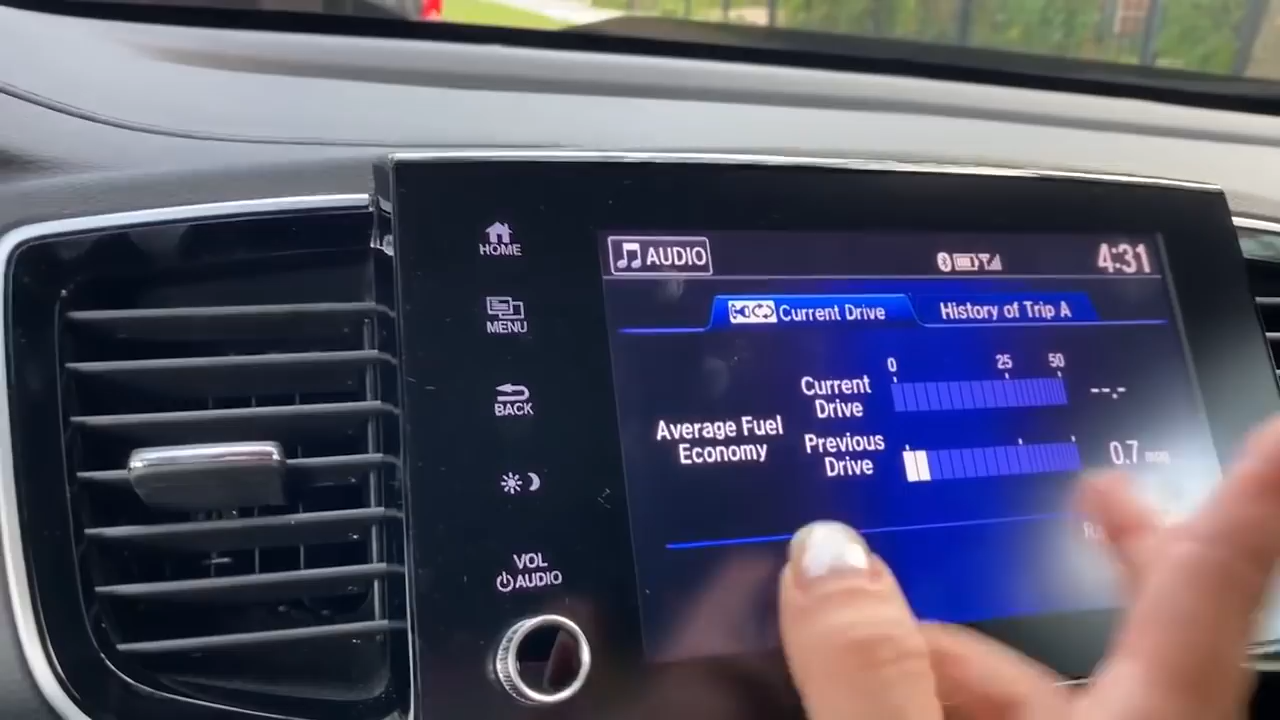 HOME
MENU
BACK
VOL
AUDIO
AUDIO
4:31
Current Drive
History of Trip A
0 25 50
Current
Drive
--.-
Average Fuel
Economy
Previous
Drive
0.7 mpg